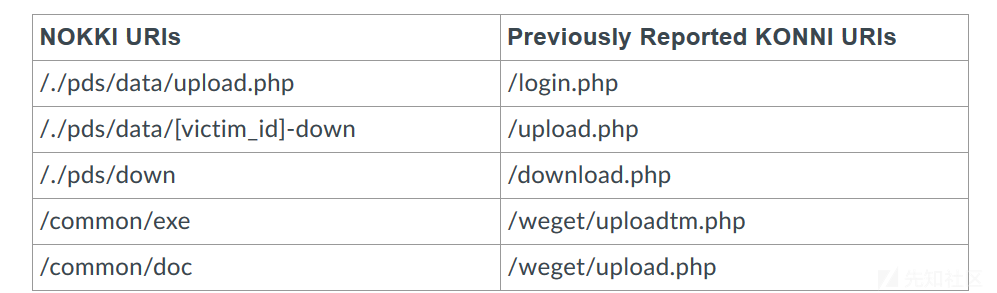 NOKKI URIs Previously Reported KONNI URIs
/./pds/data/upload.php /login.php
/./pds/data/[victim_id]-down /upload.php
/./pds/down /download.php
/common/exe /weget/uploadtm.php
/common/doc /weget/upload.php
先知社区